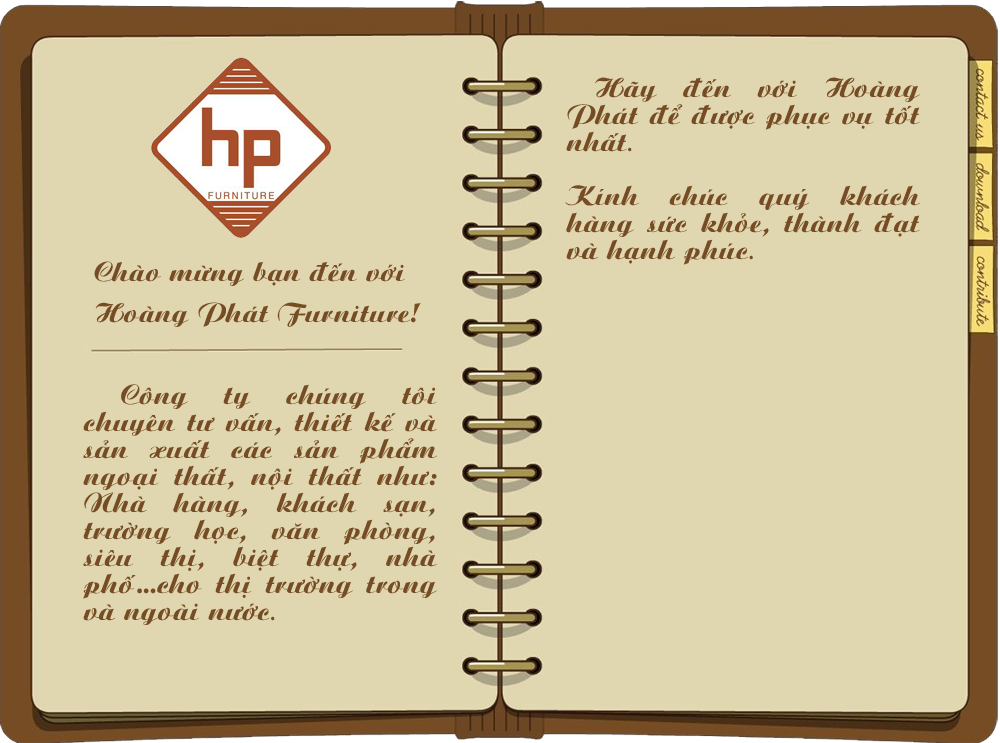 hp
FURNITURE
Chào mừng bạn đến với
Hoàng Phát Furniture!
Công ty chúng tôi
chuyên tư vấn, thiết kế và
sản xuất các sản phẩm
ngoại thất, nội thất như:
Nhà hàng, khách sạn,
trường học, văn phòng,
siêu thị, biệt thự, nhà
phố...cho thị trường trong
và ngoài nước.
Hãy đến với Hoàng
Phát để được phục vụ tốt
nhất.
Kính chúc quý khách
hàng sức khỏe, thành đạt
và hạnh phúc.
contact us
download
contribute